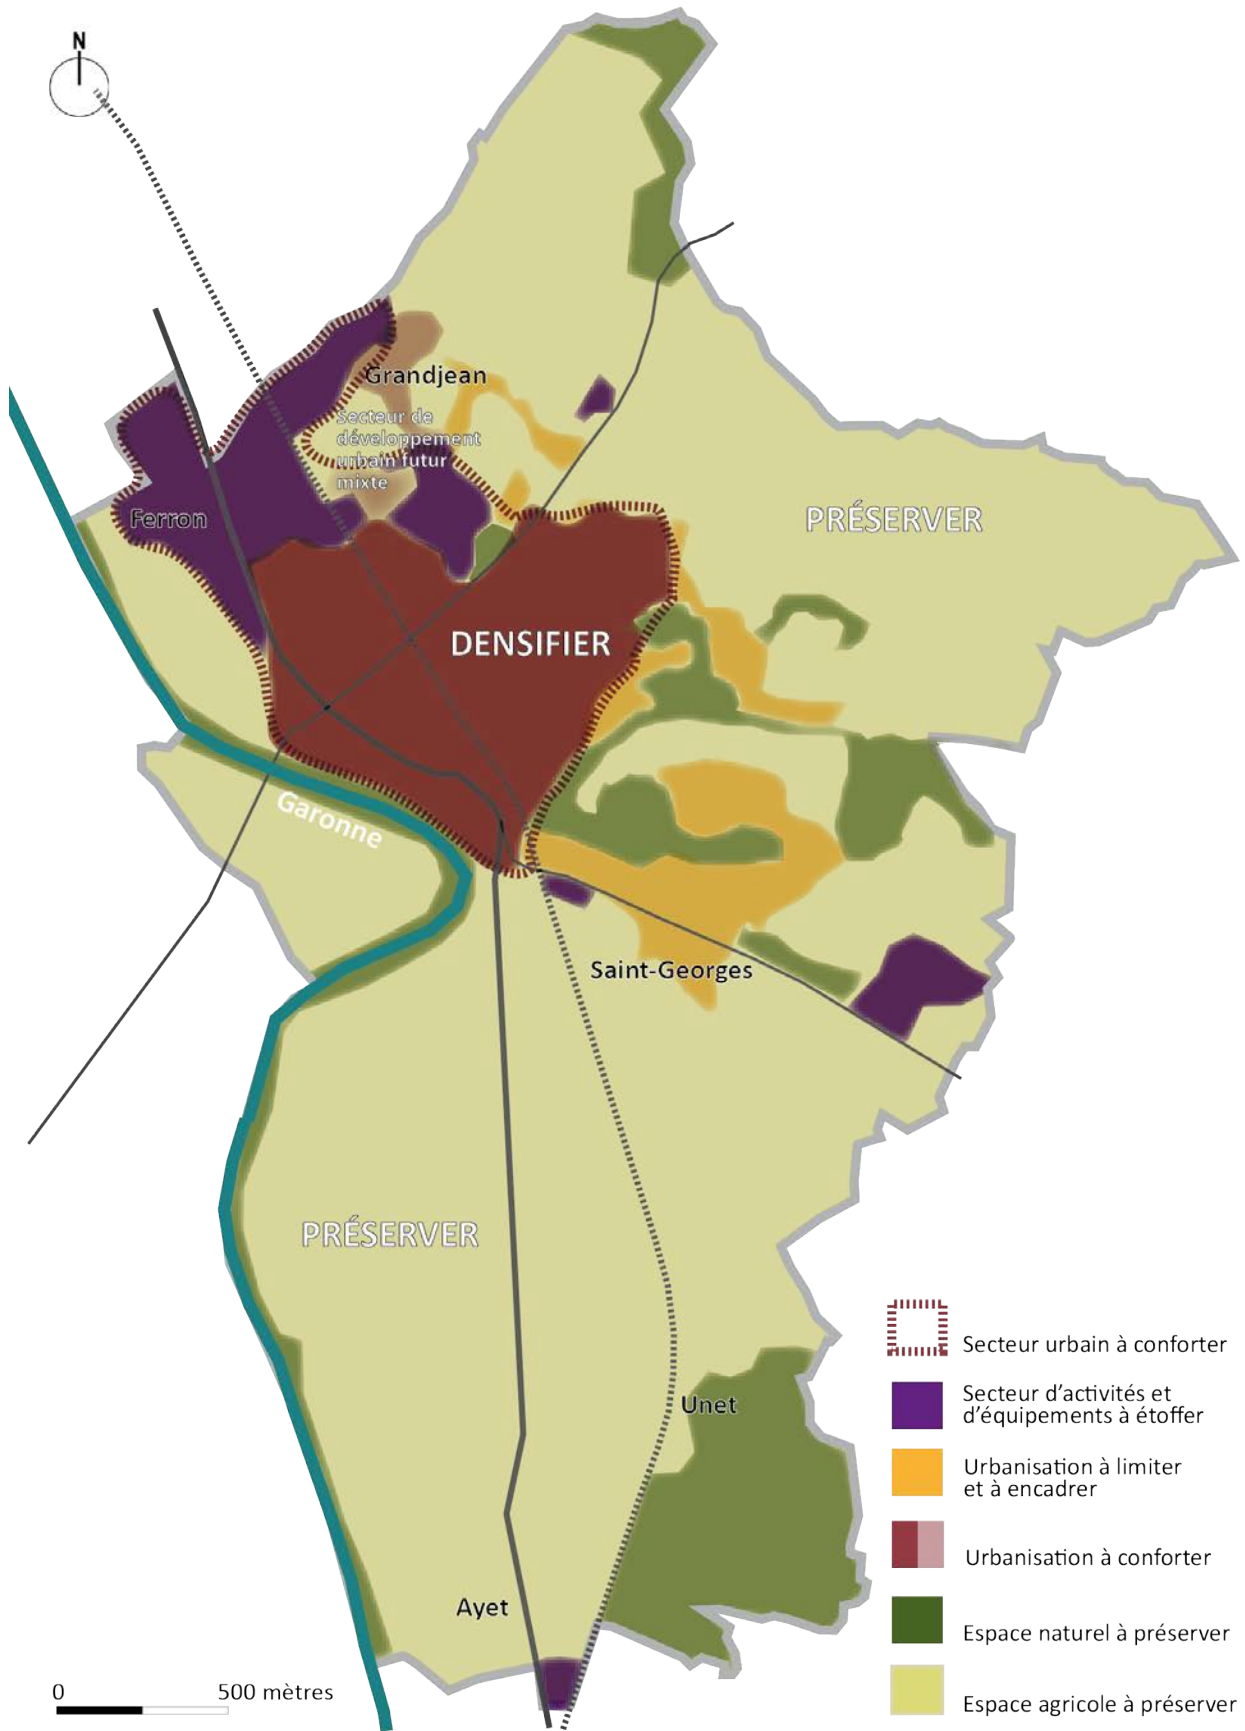 N
Grandjean
Secteur de
développement
urbain futur
mixte
Ferron
PRÉSERVER
DENSIFIER
Garonne
Saint-Georges
PRÉSERVER
Unet
Ayet
Secteur urbain à conforter
Secteur d'activités et
d'équipements à étoffer
Urbanisation à limiter
et à encadrer
Urbanisation à conforter
Espace naturel à préserver
Espace agricole à préserver
0 500 mètres